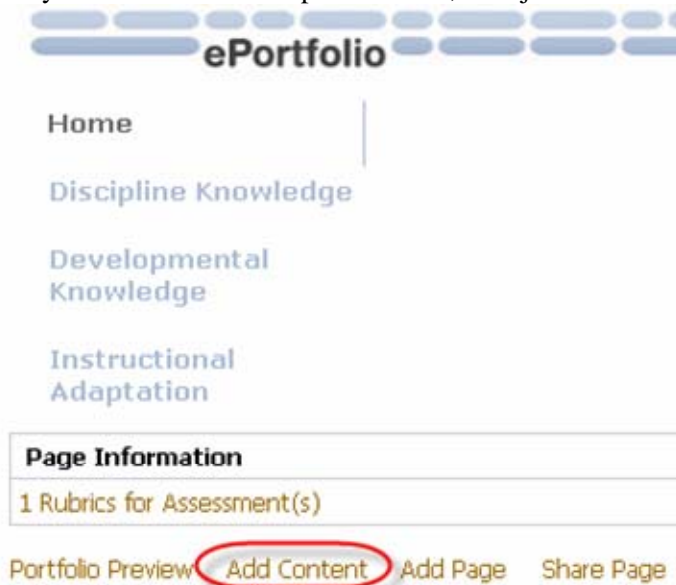 ePortfolio
Home
Discipline Knowledge
Developmental
Knowledge
Instructional
Adaptation
Page Information
1 Rubrics for Assessment(s)
Portfolio Preview Add Content Add Page Share Page